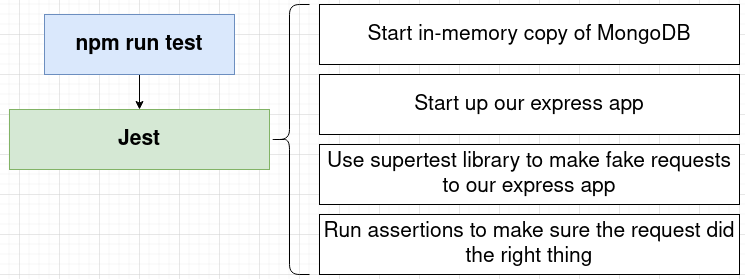 npm run test
Jest
Start in-memory copy of MongoDB
Start up our express app
Use supertest library to make fake requests
to our express app
Run assertions to make sure the request did
the right thing